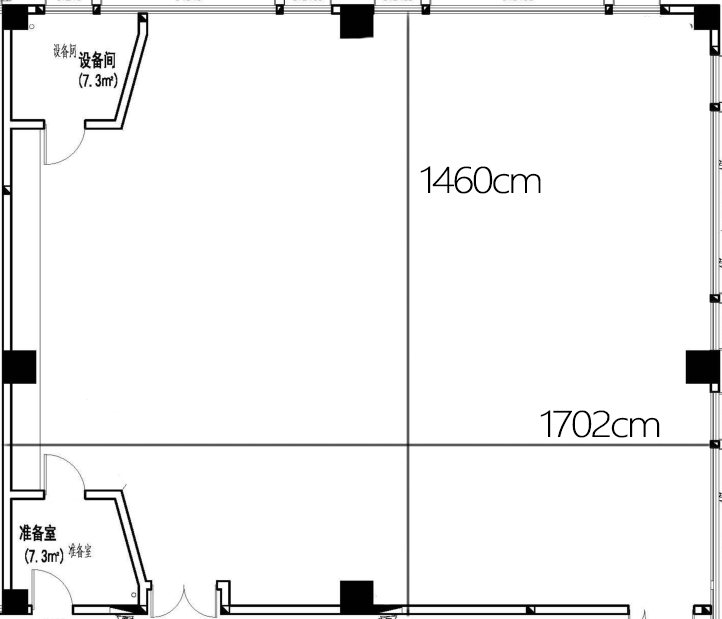 设备间
设备间
(7.3㎡)
1460cm
1702cm
准备室
(7.3㎡)
准备室